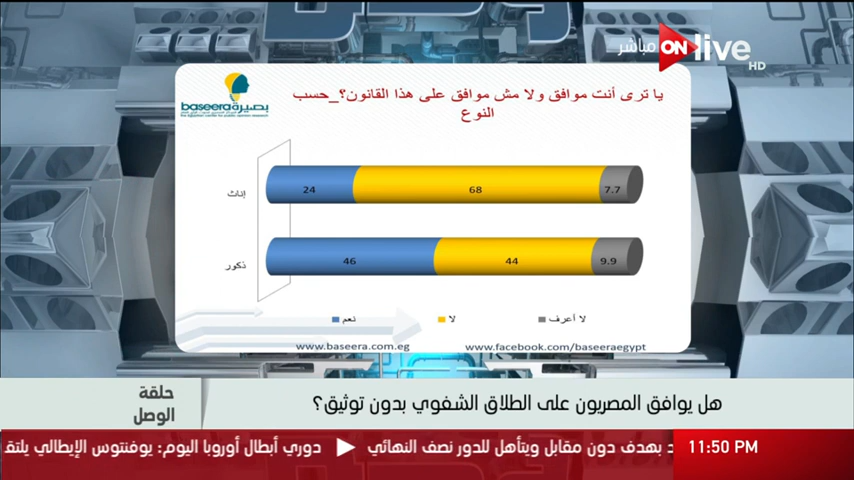 مباشر ON live
HD
baseera بصيرة
يا ترى أنت موافق ولا مش موافق على هذا القانون؟_حسب
النوع
إناث 24 68 7.7
ذكور 46 44 9.9
نعم لا لا أعرف
www.baseera.com.eg www.facebook.com/baseeraegypt
حلقة
الوصل
هل يوافق المصريون على الطلاق الشفوي بدون توثيق؟
د بهدف دون مقابل ويتأهل للدور نصف النهائي
دوري أبطال أوروبا اليوم: يوفنتوس الإيطالي يلتقـ
11:50 PM